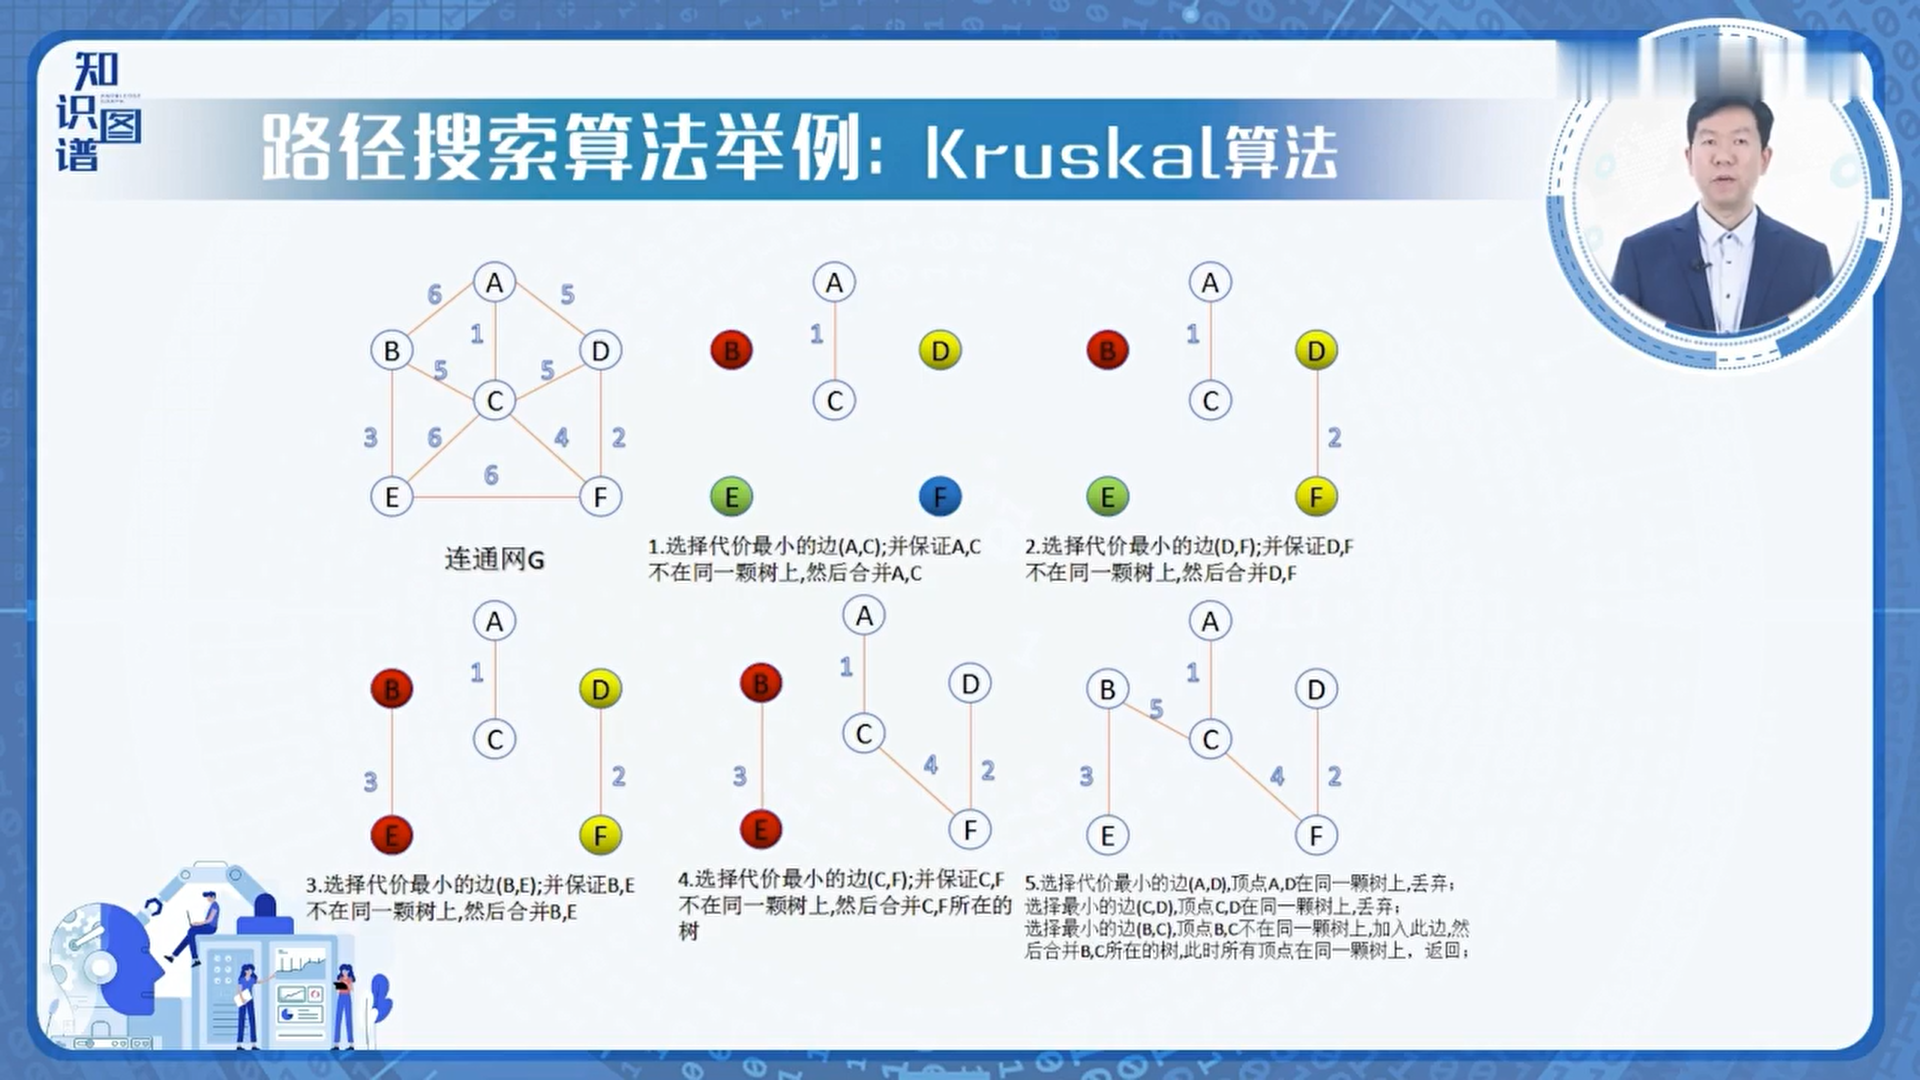 知
识图
谱
路径搜索算法举例：Kruskal算法
A
6
5
1
B
D
5
5
C
3
6
4
2
6
E
F
连通网G
A
B
1
D
C
E
F
1.选择代价最小的边(A,C);并保证A,C
不在同一颗树上,然后合并A,C
A
B
1
D
C
2
E
F
2.选择代价最小的边(D,F);并保证D,F
不在同一颗树上,然后合并D,F
A
1
B
D
C
3
2
E
F
3.选择代价最小的边(B,E);并保证B,E
不在同一颗树上,然后合并B,E
A
1
B
D
C
3
4
2
E
F
4.选择代价最小的边(C,F);并保证C,F
不在同一颗树上,然后合并C,F所在的
树
A
1
B
D
5
C
3
4
2
E
F
5.选择代价最小的边(A,D),顶点A,D在同一颗树上,丢弃；
选择最小的边(C,D),顶点C,D在同一颗树上,丢弃；
选择最小的边(B,C),顶点B,C不在同一颗树上,加入此边,然
后合并B,C所在的树,此时所有顶点在同一颗树上，返回；